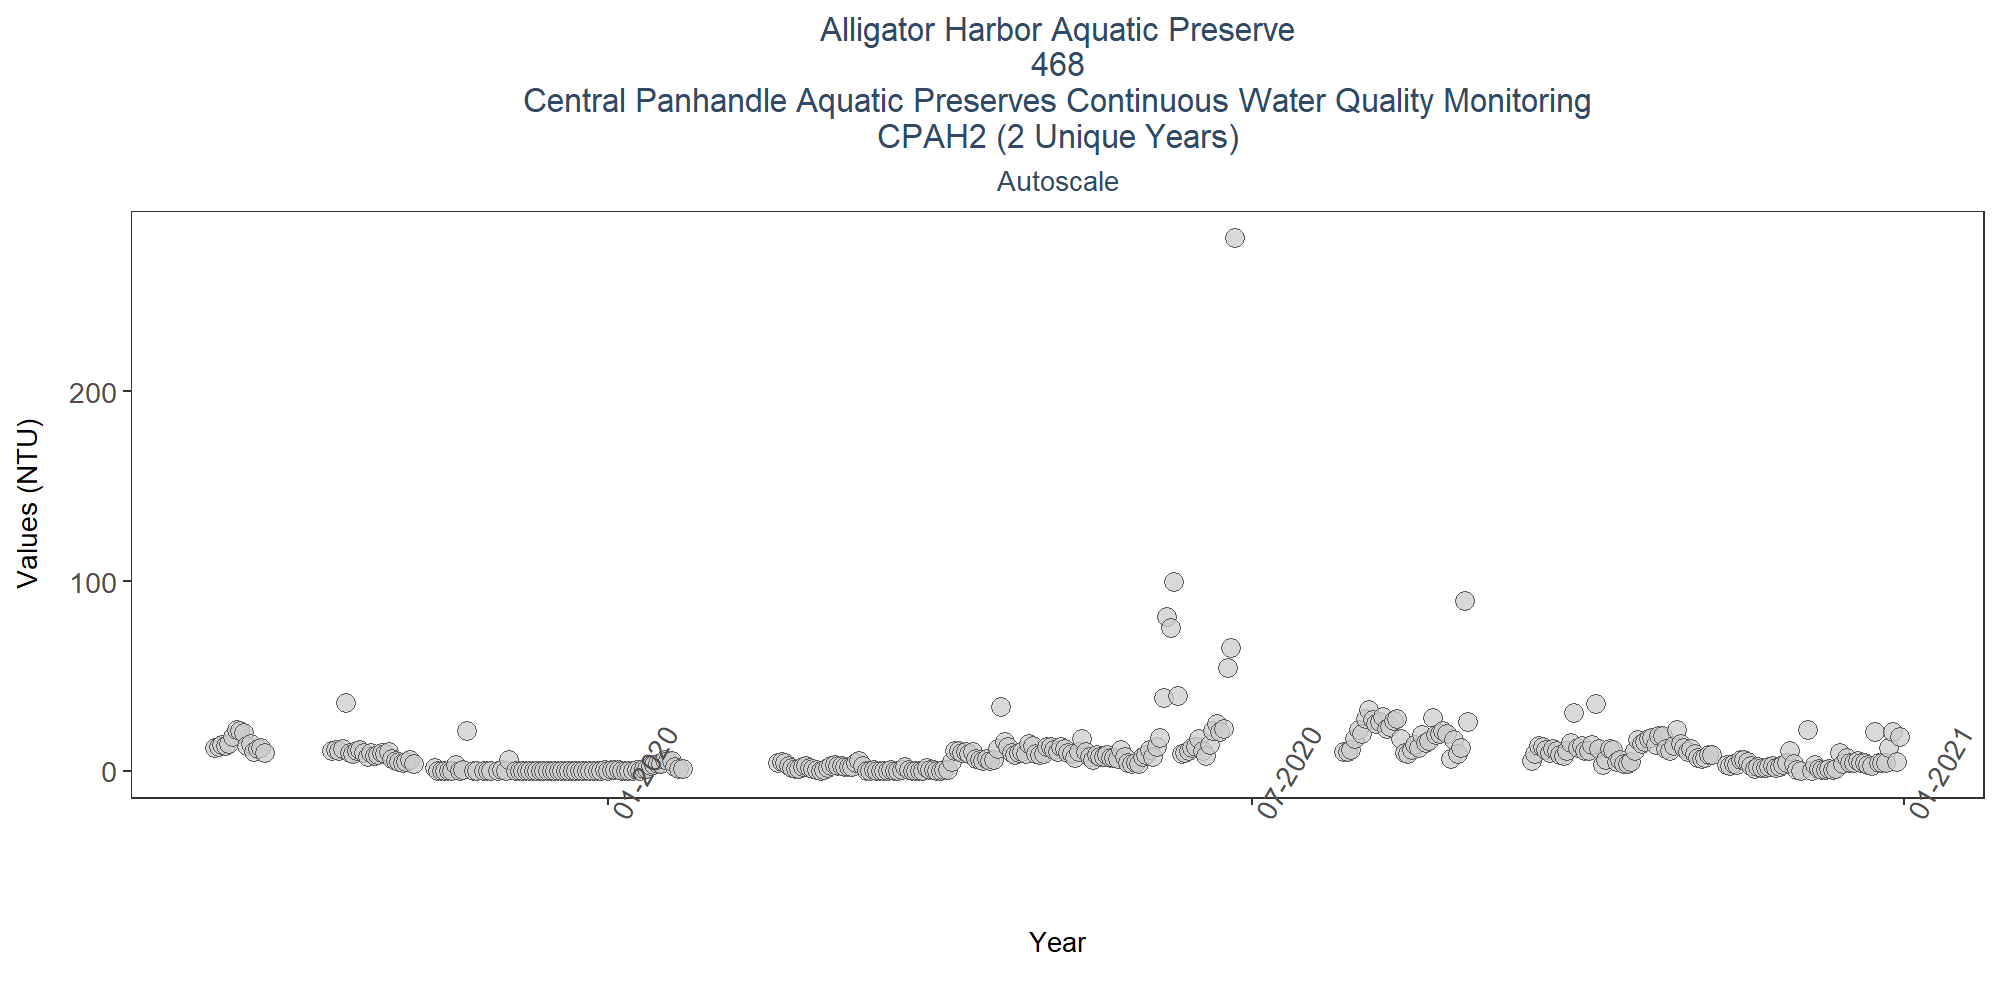 Alligator Harbor Aquatic Preserve
468
Central Panhandle Aquatic Preserves Continuous Water Quality Monitoring
CPAH2 (2 Unique Years)
Autoscale
Values (NTU)
200
100
0
01-2020
07-2020
01-2021
Year